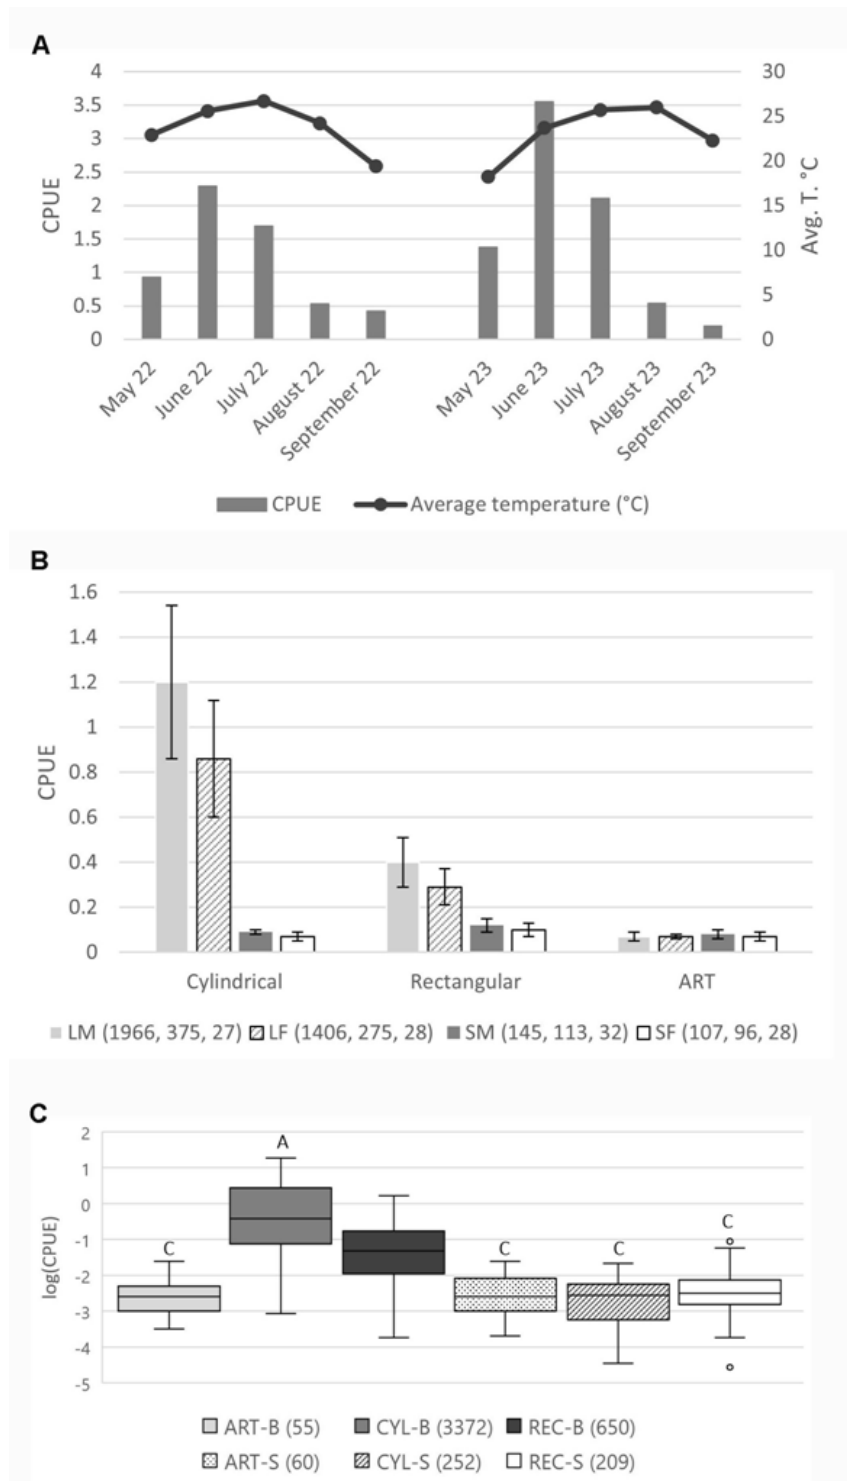 A
4 30
3.5 25
3 20
2.5
2 15
1.5 10
1
0.5 5
0 0
CPUE
Avg. T. °C
May 22 June 22 July 22 August 22 September 22 May 23 June 23 July 23 August 23 September 23
CPUE Average temperature (°C)
B
1.6
1.4
1.2
1
0.8
0.6
0.4
0.2
0
CPUE
Cylindrical Rectangular ART
LM (1966, 375, 27) LF (1406, 275, 28) SM (145, 113, 32) SF (107, 96, 28)
C
2
1
0
-1
-2
-3
-4
-5
log(CPUE)
C A C C C
ART-B (55) CYL-B (3372) REC-B (650)
ART-S (60) CYL-S (252) REC-S (209)